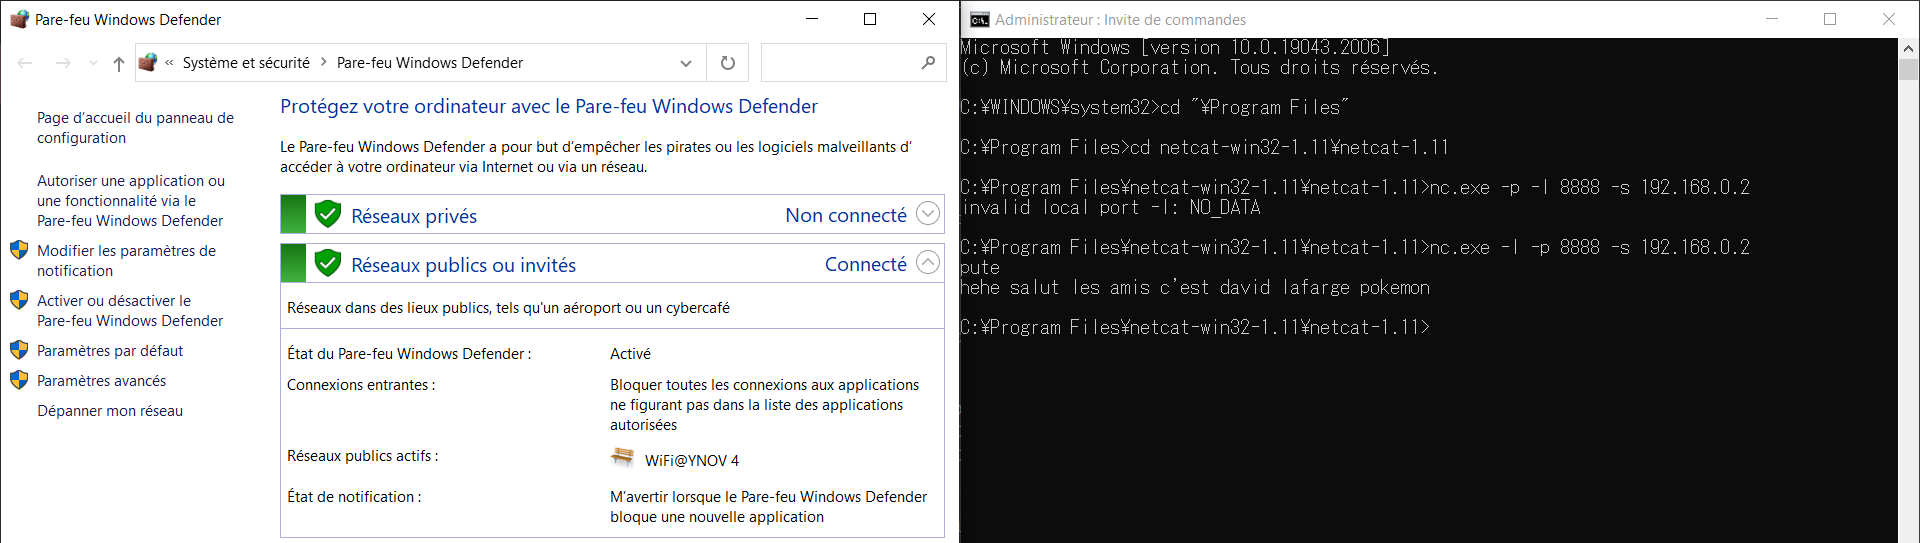 Pare-feu Windows Defender
« Système et sécurité > Pare-feu Windows Defender
Page d'accueil du panneau de
configuration
Autoriser une application ou
une fonctionnalité via le
Pare-feu Windows Defender
Modifier les paramètres de
notification
Activer ou désactiver le
Pare-feu Windows Defender
Paramètres par défaut
Paramètres avancés
Dépanner mon réseau
Protégez votre ordinateur avec le Pare-feu Windows Defender
Le Pare-feu Windows Defender a pour but d'empêcher les pirates ou les logiciels malveillants d'
accéder à votre ordinateur via Internet ou via un réseau.
Réseaux privés Non connecté
Réseaux publics ou invités Connecté
Réseaux dans des lieux publics, tels qu'un aéroport ou un cybercafé
État du Pare-feu Windows Defender : Activé
Connexions entrantes : Bloquer toutes les connexions aux applications
ne figurant pas dans la liste des applications
autorisées
Réseaux publics actifs : WiFi@YNOV 4
État de notification : M'avertir lorsque le Pare-feu Windows Defender
bloque une nouvelle application
Administrateur : Invite de commandes
Microsoft Windows [version 10.0.19043.2006]
(c) Microsoft Corporation. Tous droits réservés.
C:¥WINDOWS¥system32>cd "¥Program Files"
C:¥Program Files>cd netcat-win32-1.11¥netcat-1.11
C:¥Program Files¥netcat-win32-1.11¥netcat-1.11>nc.exe -p -l 8888 -s 192.168.0.2
invalid local port -l: NO_DATA
C:¥Program Files¥netcat-win32-1.11¥netcat-1.11>nc.exe -l -p 8888 -s 192.168.0.2
pute
hehe salut les amis c'est david lafarge pokemon
C:¥Program Files¥netcat-win32-1.11¥netcat-1.11>